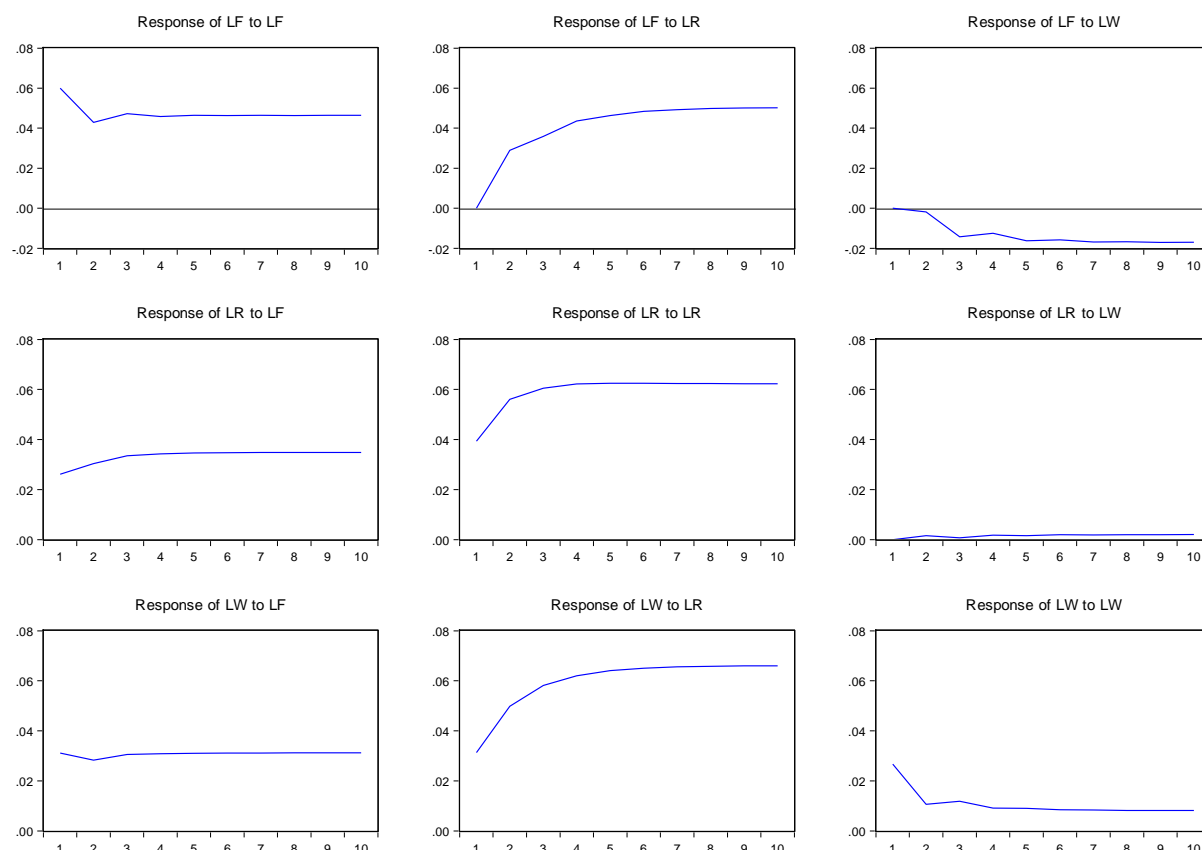 Response of LF to LF
Response of LF to LR
Response of LF to LW
.08
.06
.04
.02
.00
-.02
1 2 3 4 5 6 7 8 9 10
.08
.06
.04
.02
.00
-.02
1 2 3 4 5 6 7 8 9 10
.08
.06
.04
.02
.00
-.02
1 2 3 4 5 6 7 8 9 10
Response of LR to LF
Response of LR to LR
Response of LR to LW
.08
.06
.04
.02
.00
1 2 3 4 5 6 7 8 9 10
.08
.06
.04
.02
.00
1 2 3 4 5 6 7 8 9 10
.08
.06
.04
.02
.00
1 2 3 4 5 6 7 8 9 10
Response of LW to LF
Response of LW to LR
Response of LW to LW
.08
.06
.04
.02
.00
1 2 3 4 5 6 7 8 9 10
.08
.06
.04
.02
.00
1 2 3 4 5 6 7 8 9 10
.08
.06
.04
.02
.00
1 2 3 4 5 6 7 8 9 10